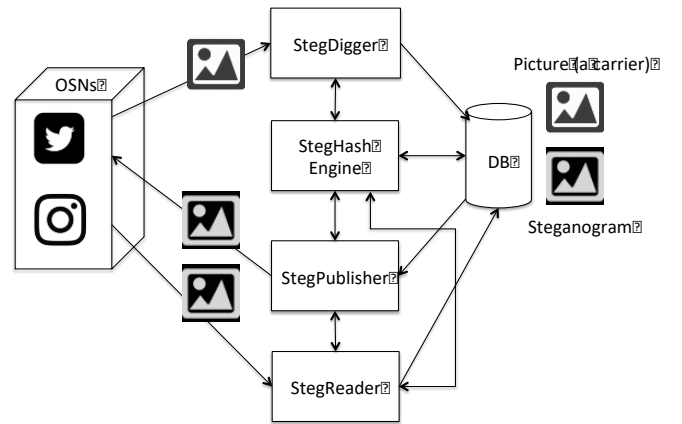 StegDigger
OSNs
Picture (a carrier)
StegHash
Engine
DB
Steganogram
StegPublisher
StegReader